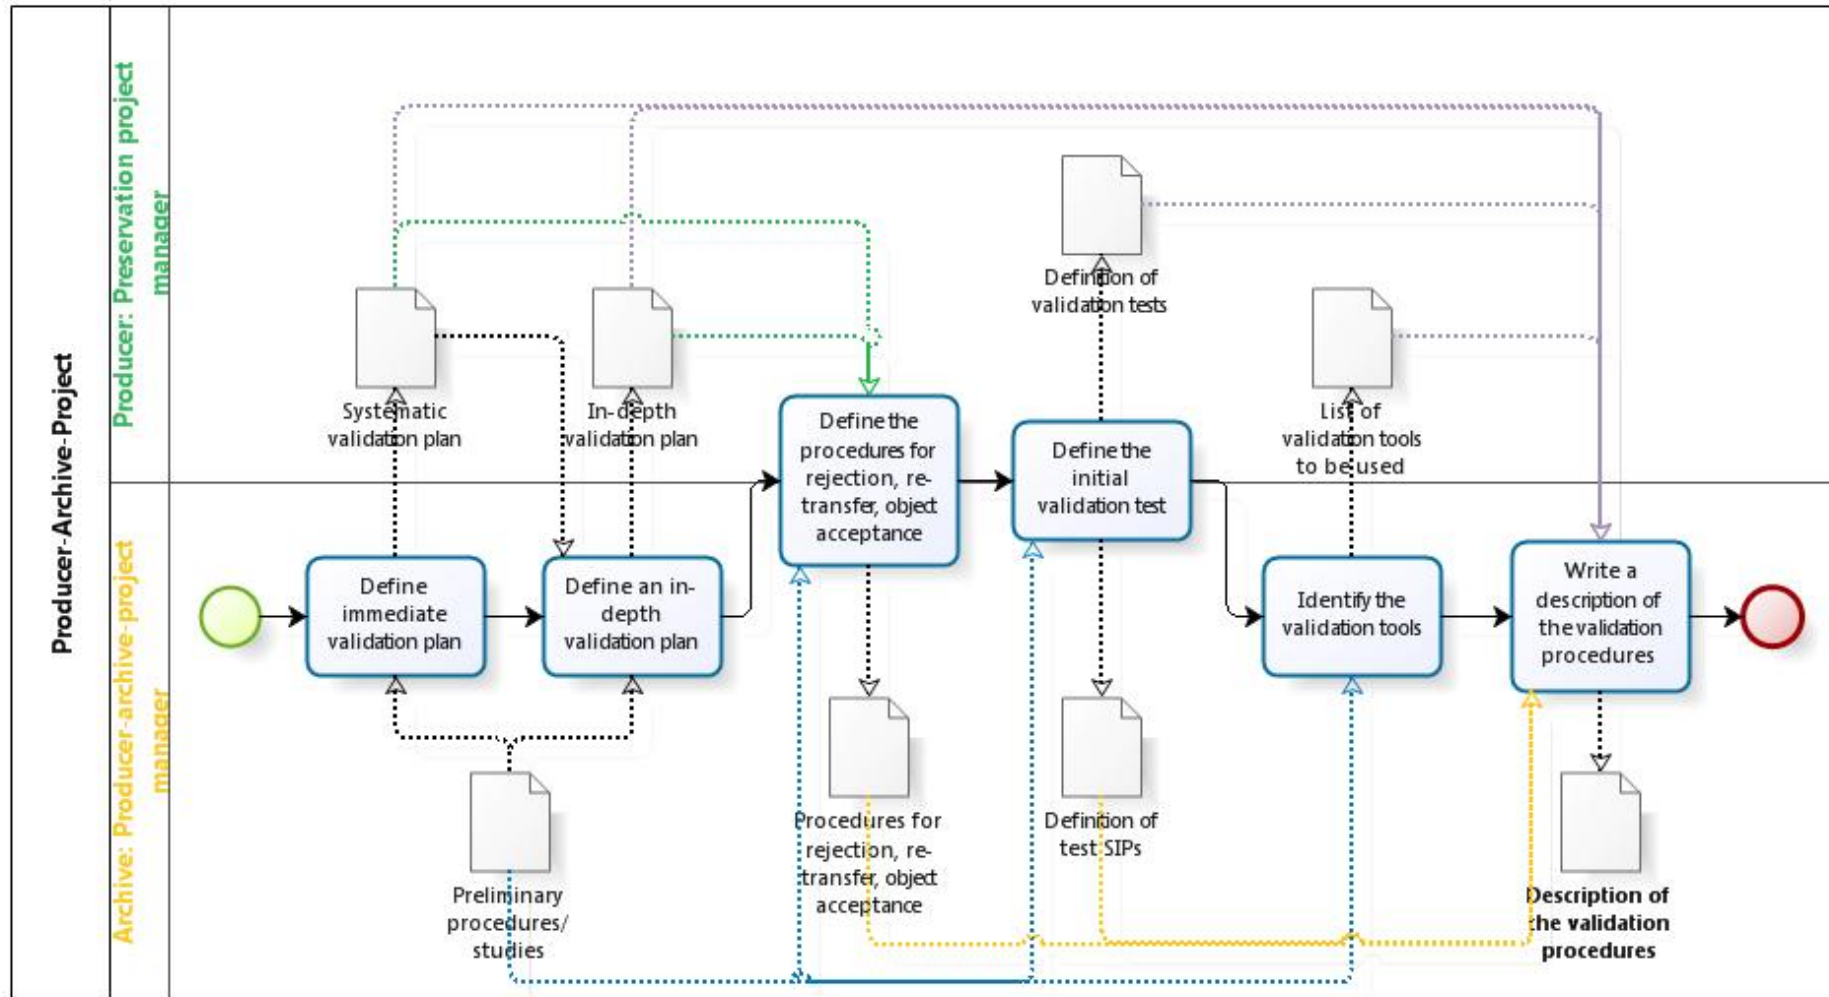 Producer-Archive-Project
Producer: Preservation project
manager
Archive: Producer-archive-project
manager
Systematic
validation plan
In-depth
validation plan
Definition of
validation tests
List of
validation tools
to be used
Define
immediate
validation plan
Define an in-
depth
validation plan
Define the
procedures for
rejection, re-
transfer, object
acceptance
Define the
initial
validation test
Identify the
validation tools
Write a
description of
the validation
procedures
Preliminary
procedures/
studies
Procedures for
rejection, re-
transfer, object
acceptance
Definition of
test SIPs
Description of
the validation
procedures